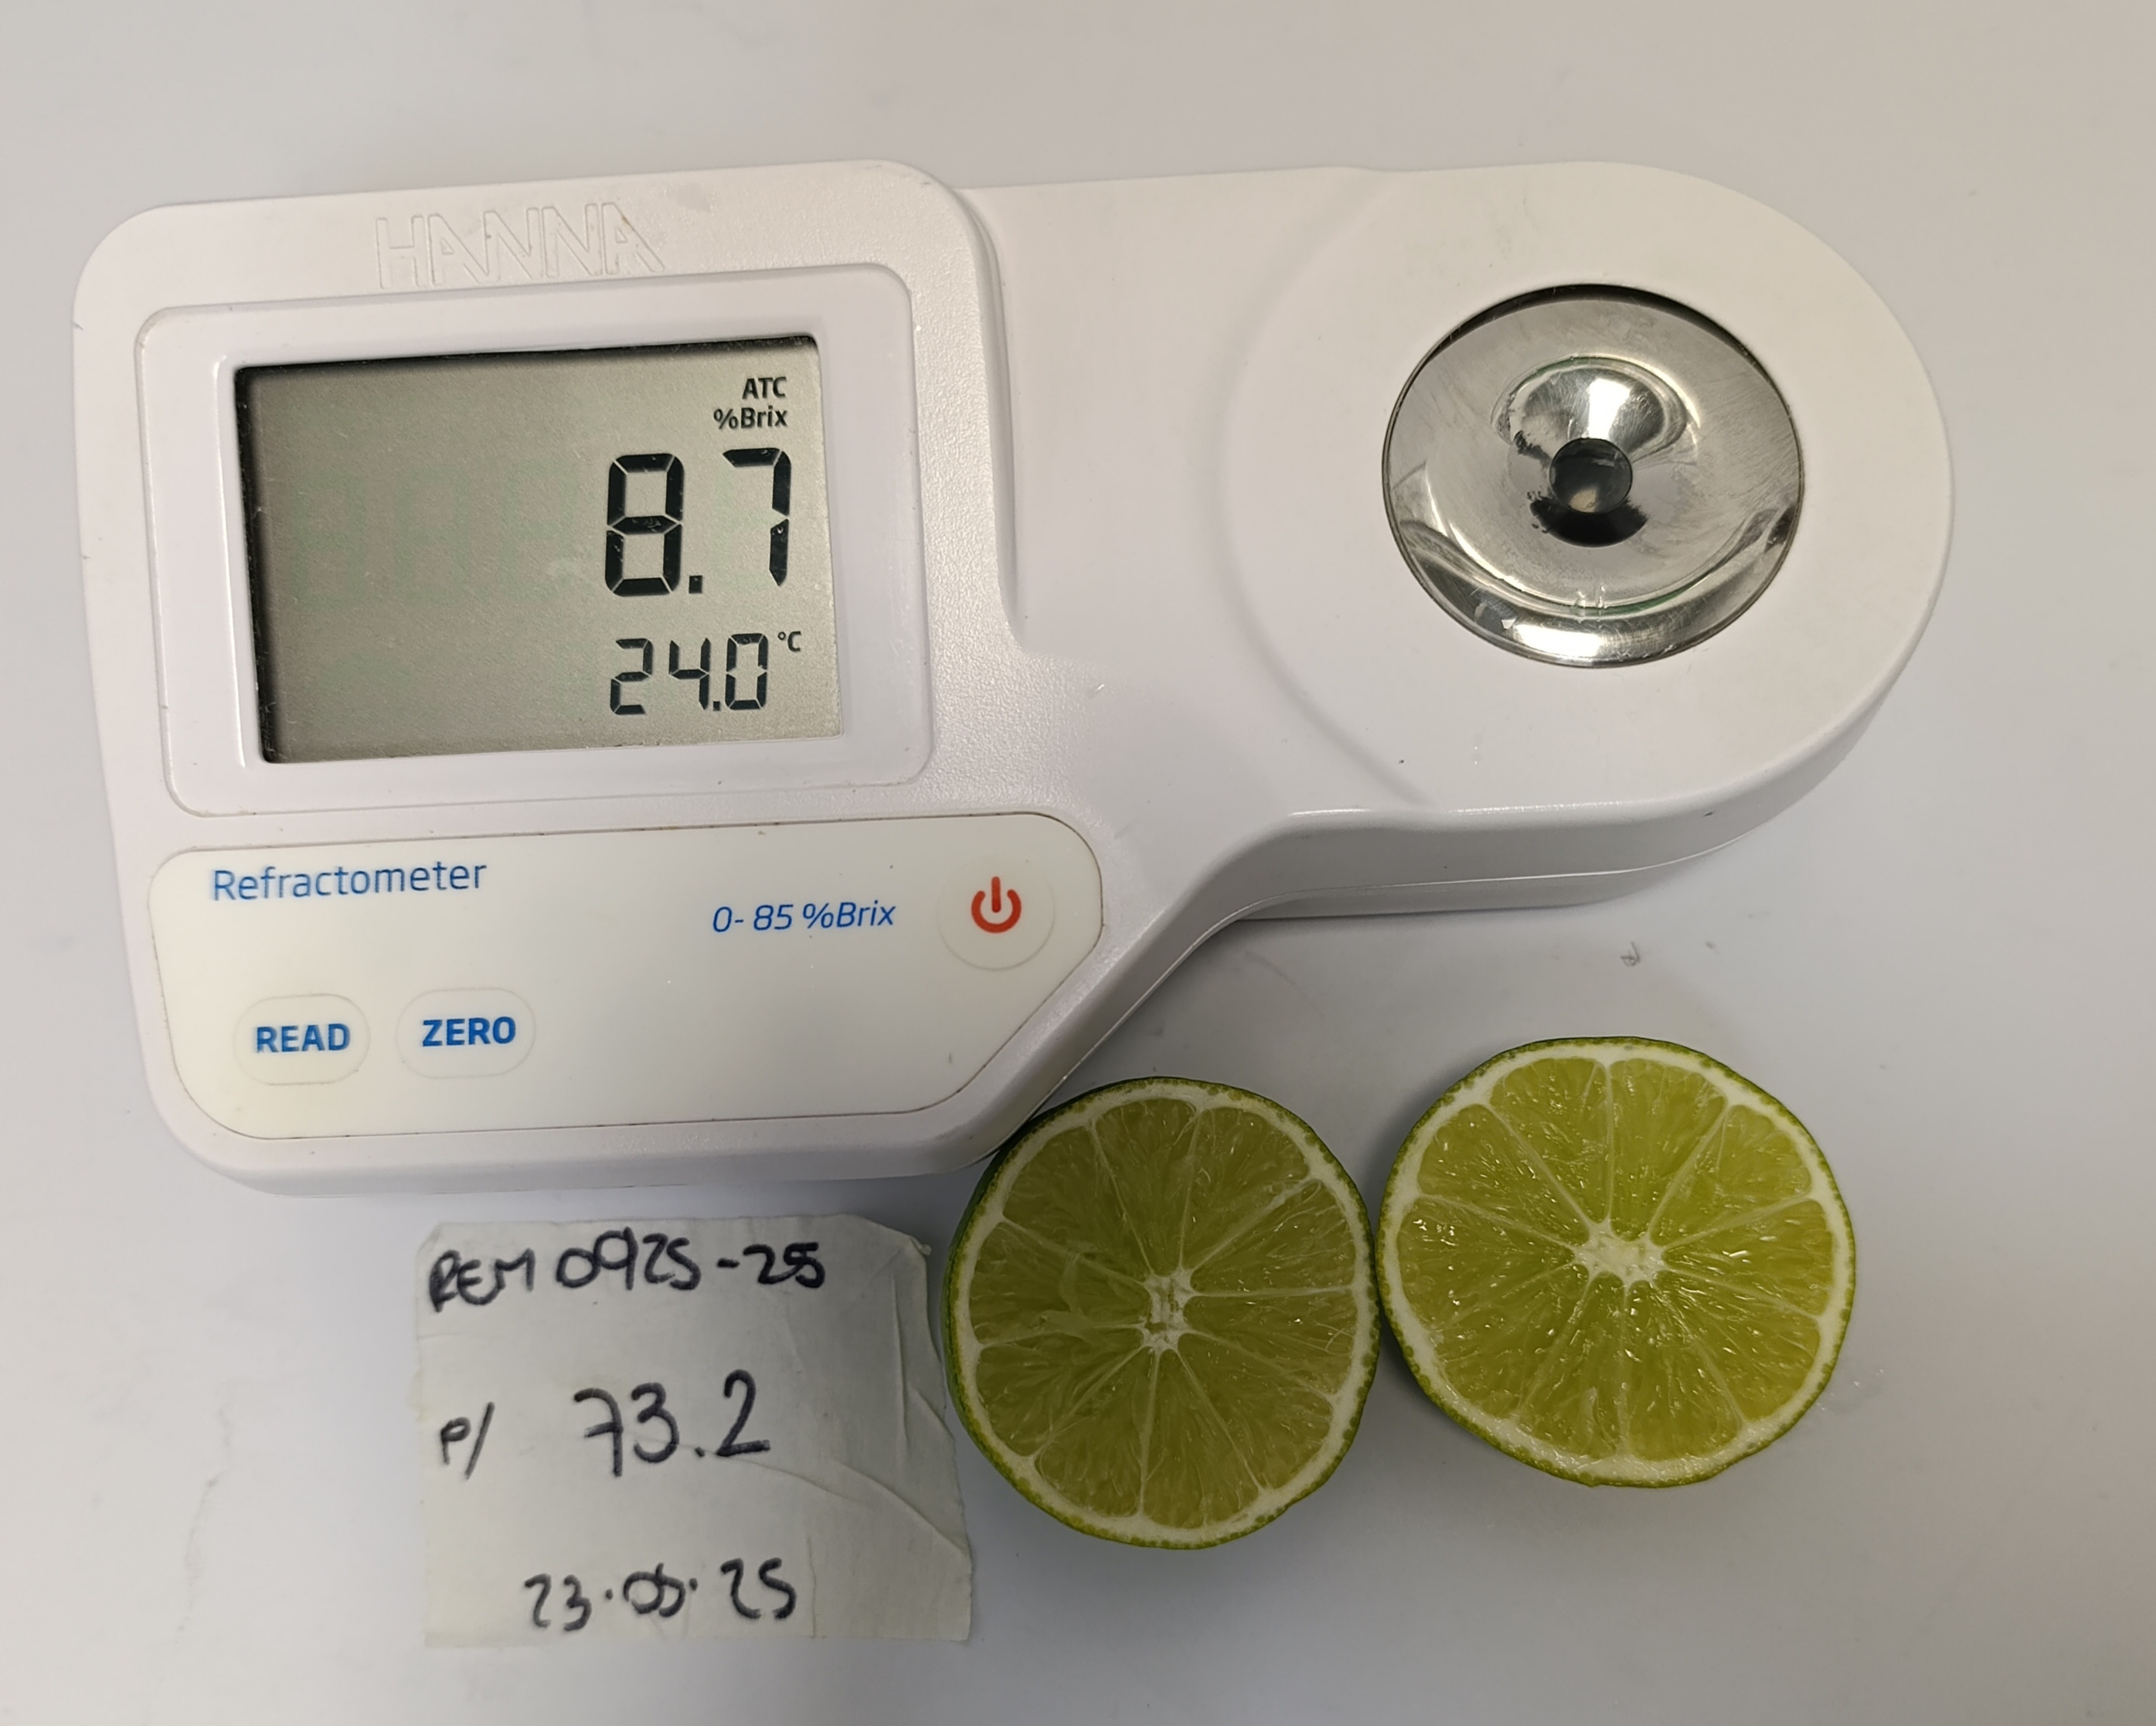 HANNA
ATC
%Brix
8.7
24.0 °C
Refractometer
0- 85 %Brix
READ ZERO
REM 0925-25
P/ 73.2
23.05.25